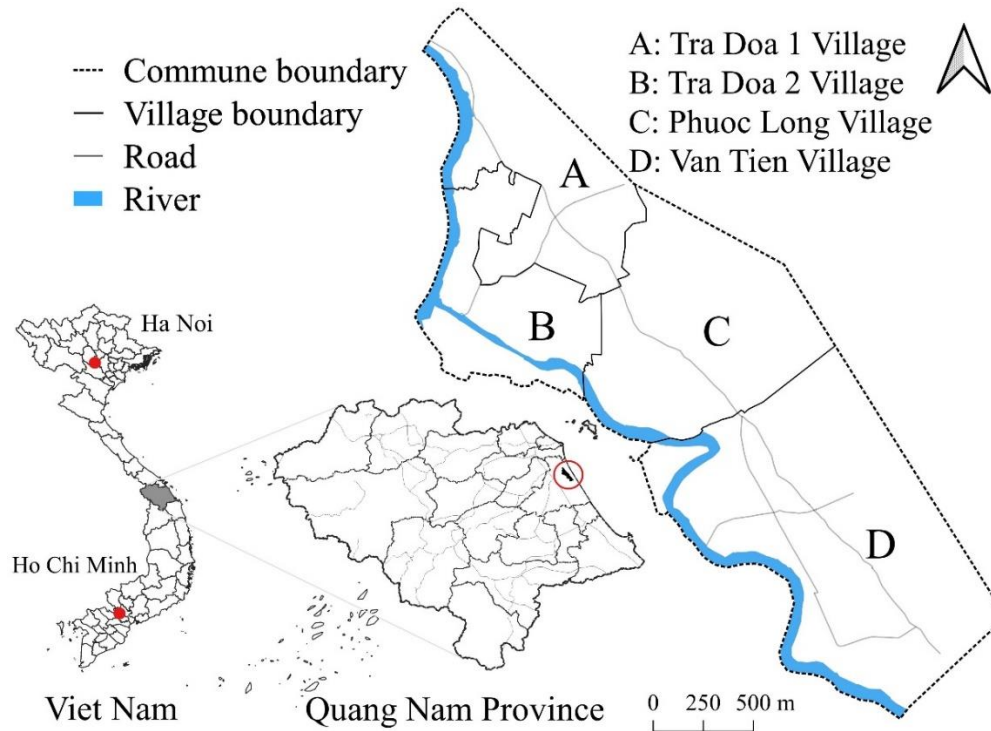 Commune boundary
Village boundary
Road
River
A: Tra Doa 1 Village
B: Tra Doa 2 Village
C: Phuoc Long Village
D: Van Tien Village
A
B
C
D
Ha Noi
Ho Chi Minh
Viet Nam
Quang Nam Province
0 250 500 m